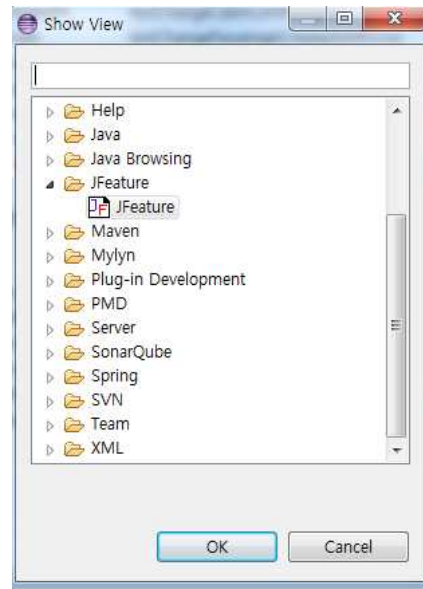 Show View
Help
Java
Java Browsing
JFeature
JFeature
Maven
Mylyn
Plug-in Development
PMD
Server
SonarQube
Spring
SVN
Team
XML
OK
Cancel